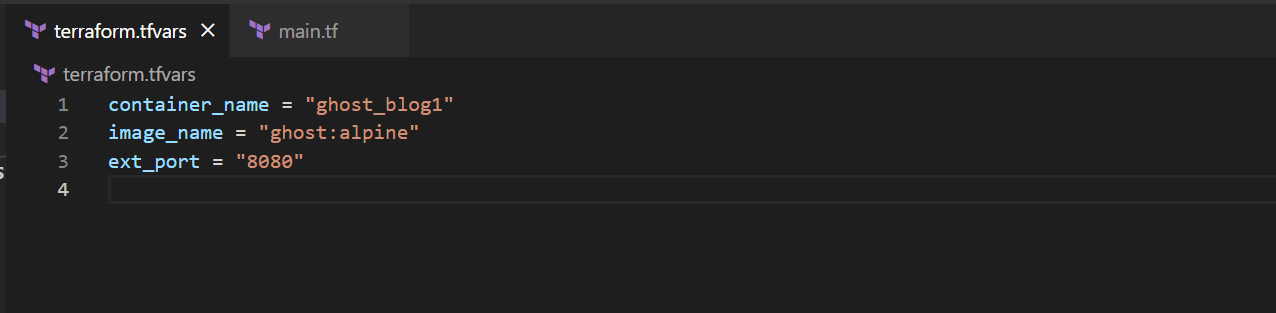 terraform.tfvars × main.tf
terraform.tfvars
1 container_name = "ghost_blog1"
2 image_name = "ghost:alpine"
3 ext_port = "8080"
4
s